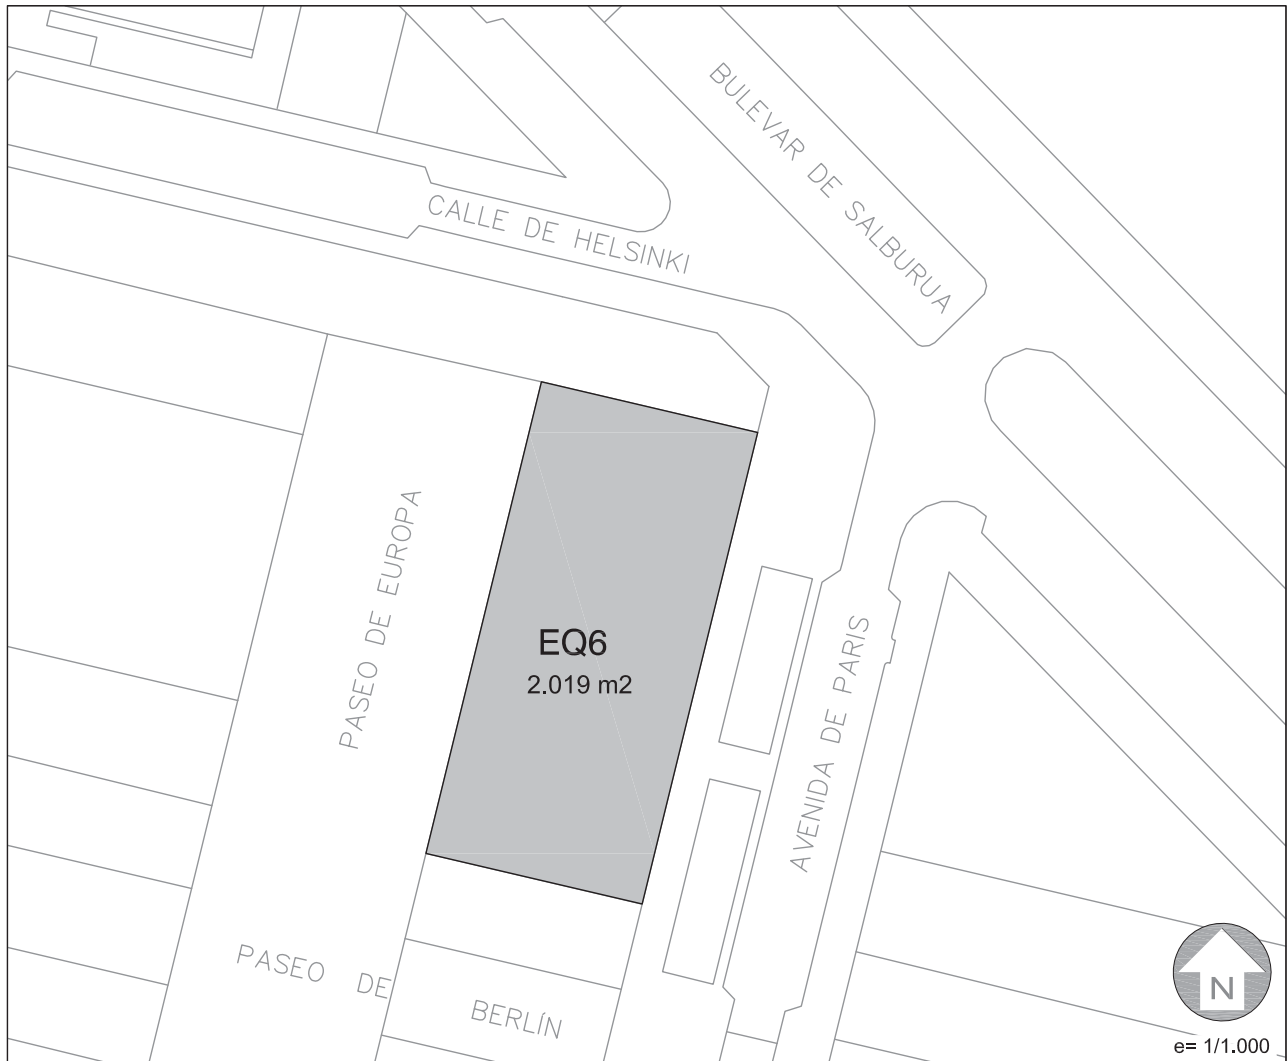 BULEVAR DE SALBURUA
CALLE DE HELSINKI
PASEO DE EUROPA
EQ6
2.019 m2
AVENIDA DE PARIS
PASEO DE
BERLÍN
N
e= 1/1.000